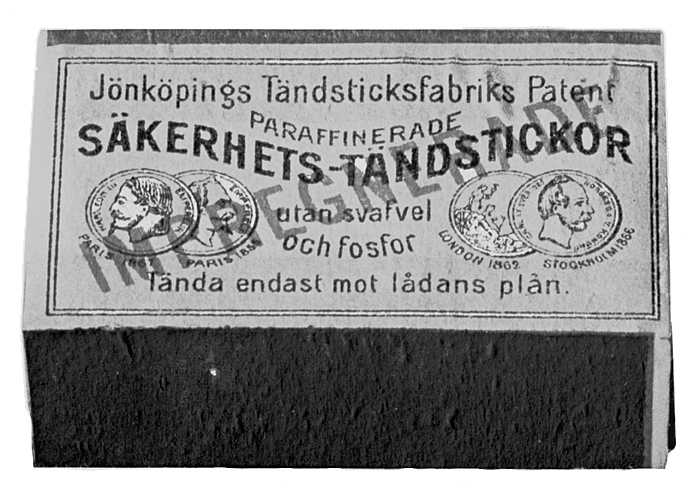 Jönköpings Tändsticksfabriks Patent
PARAFFINERADE
SÄKERHETS-TÄNDSTICKOR
utan svafvel
och fosfor
PARIS 1867
PARIS 1855
LONDON 1862
STOCKHOLM 1866
Tända endast mot lådans plån.
IMPREGNERADE